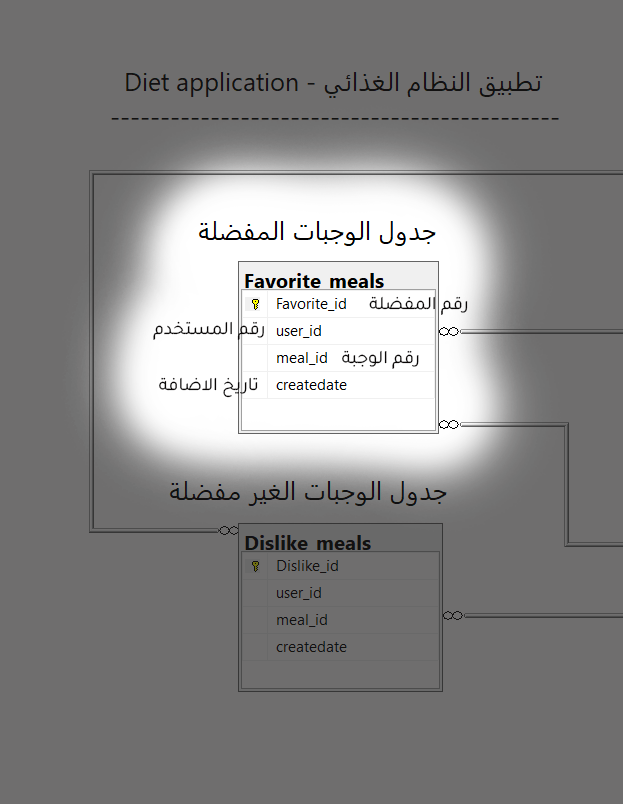 تطبيق النظام الغذائي - Diet application
---------------------------------------------
جدول الوجبات المفضلة
Favorite_meals
Favorite_id رقم المفضلة
رقم المستخدم user_id
meal_id رقم الوجبة
تاريخ الاضافة createdate
جدول الوجبات الغير مفضلة
Dislike_meals
Dislike_id
user_id
meal_id
createdate